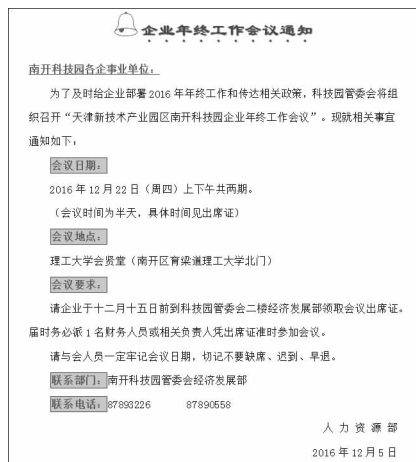 企业年终工作会议通知
南开科技园各企事业单位：
为了及时给企业部署2016年年终工作和传达相关政策，科技园管委会将组
织召开“天津新技术产业园区南开科技园企业年终工作会议”。现就相关事宜
通知如下：
会议日期：
2016年12月22日（周四）上下午共两期。
（会议时间为半天，具体时间见出席证）
会议地点：
理工大学会贤堂（南开区育梁道理工大学北门）
会议要求：
请企业于十二月十五日前到科技园管委会二楼经济发展部领取会议出席证。
届时务必派1名财务人员或相关负责人凭出席证准时参加会议。
请与会人员一定牢记会议日期，切记不要缺席、迟到、早退。
联系部门：南开科技园管委会经济发展部
联系电话：87893226 87890558
人力资源部
2016年12月5日